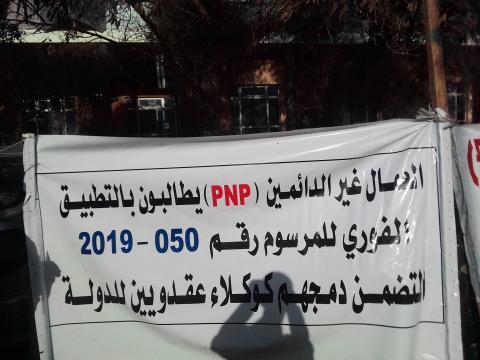 العمال غير الدائمين (PNP) يطالبون بالتطبيق
الفوري للمرسوم رقم 050 - 2019
المتضمن دمجهم كوكلاء عقدويين للدولة